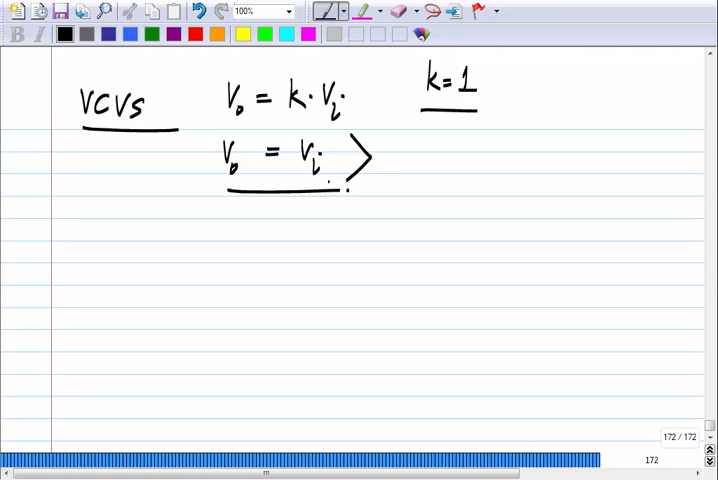 100%
B I
VCVS V₀ = k · Vᵢ k=1
V₀ = Vᵢ
172 / 172
172